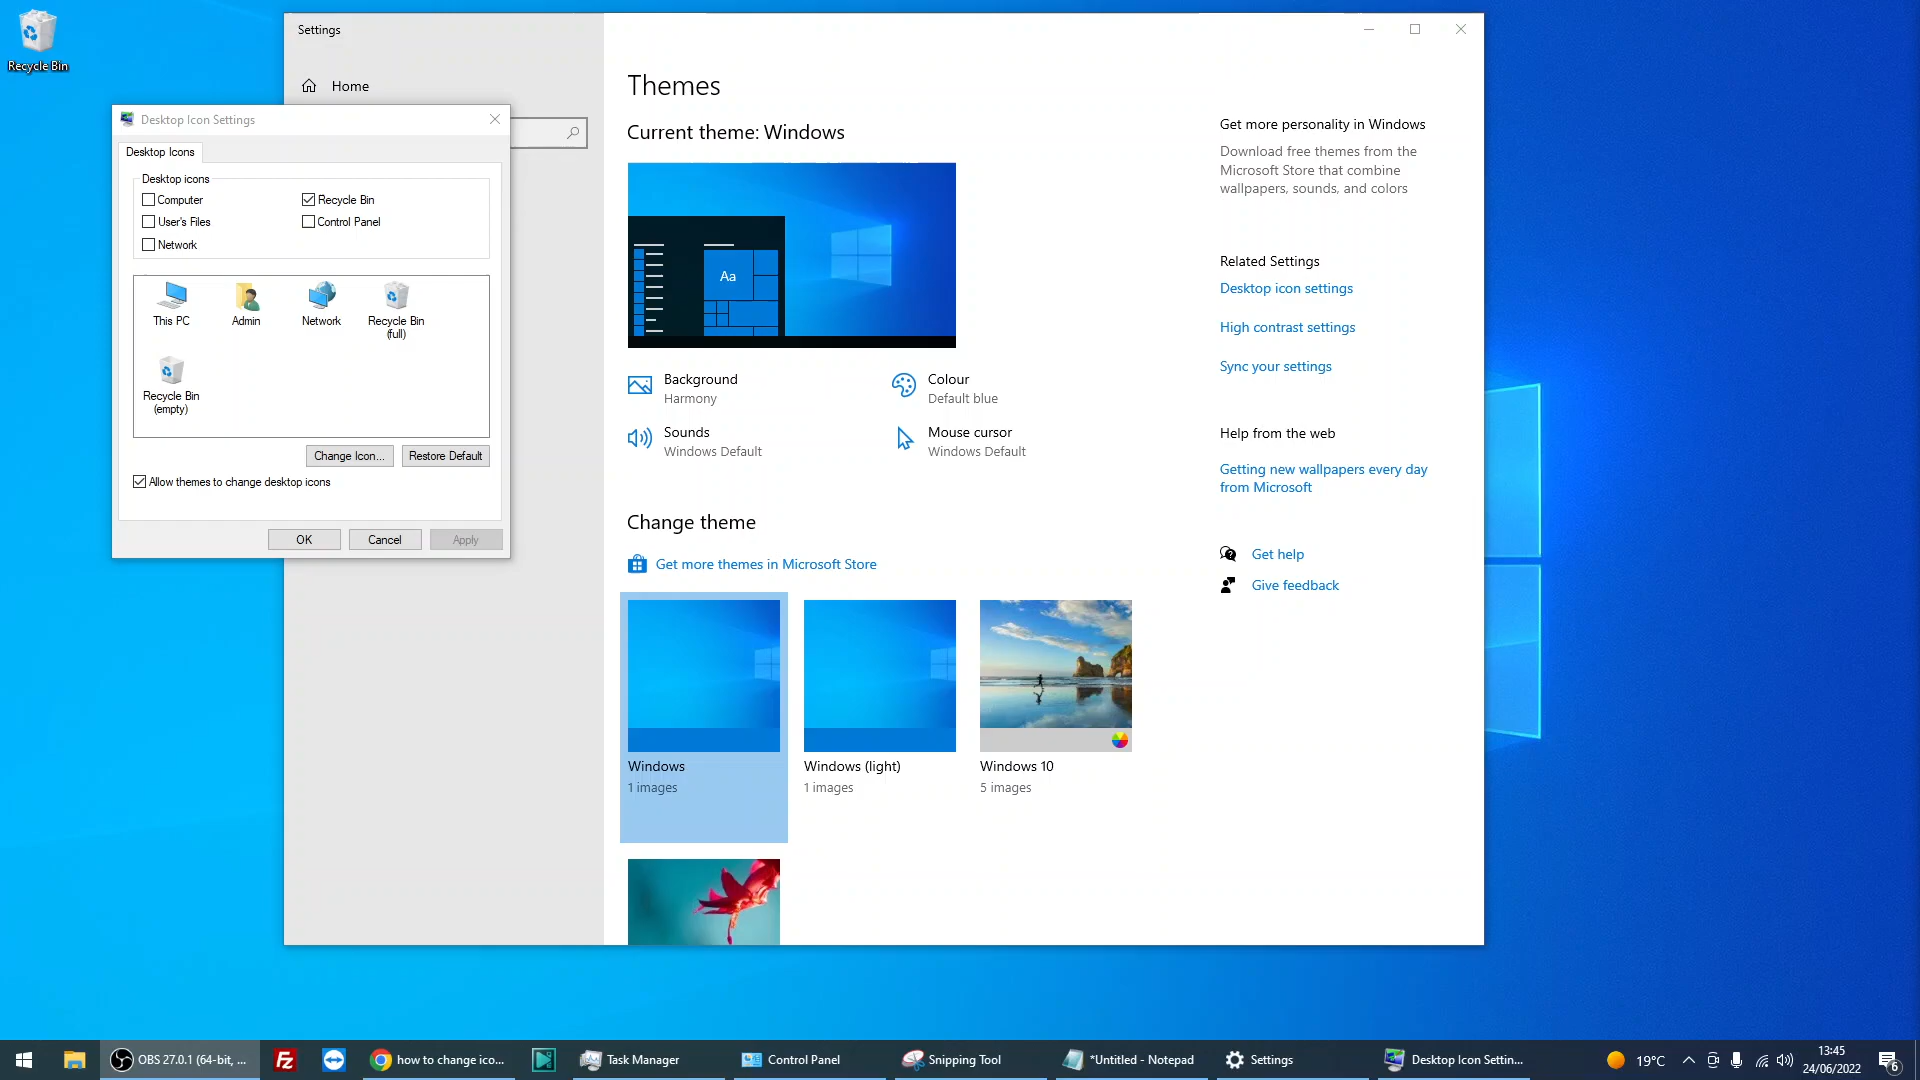 Recycle Bin
Settings
Home
Desktop Icon Settings
Desktop Icons
Desktop icons
Computer
Recycle Bin
User's Files
Control Panel
Network
This PC
Admin
Network
Recycle Bin
(full)
Recycle Bin
(empty)
Change Icon...
Restore Default
Allow themes to change desktop icons
OK
Cancel
Apply
Themes
Current theme: Windows
Aa
Background
Harmony
Colour
Default blue
Sounds
Windows Default
Mouse cursor
Windows Default
Change theme
Get more themes in Microsoft Store
Windows
1 images
Windows (light)
1 images
Windows 10
5 images
Get more personality in Windows
Download free themes from the
Microsoft Store that combine
wallpapers, sounds, and colors
Related Settings
Desktop icon settings
High contrast settings
Sync your settings
Help from the web
Getting new wallpapers every day
from Microsoft
Get help
Give feedback
OBS 27.0.1 (64-bit, ...
Fz
how to change ico...
Task Manager
Control Panel
Snipping Tool
*Untitled - Notepad
Settings
Desktop Icon Settin...
19°C
13:45
24/06/2022
6